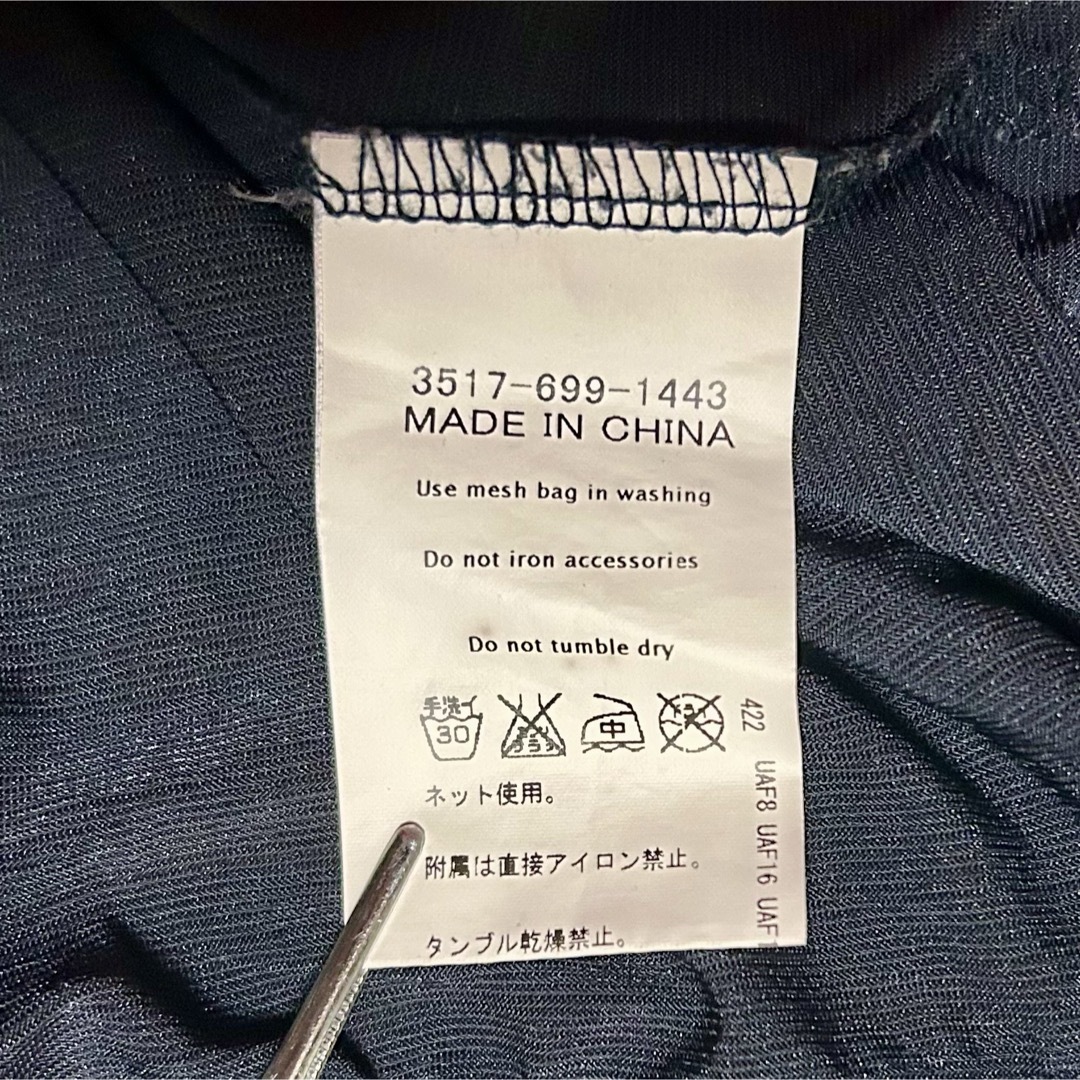 3517-699-1443
MADE IN CHINA
Use mesh bag in washing
Do not iron accessories
Do not tumble dry
手洗イ
30
中
ネット使用。
附属は直接アイロン禁止。
タンブル乾燥禁止。
422 UAF8 UAF16